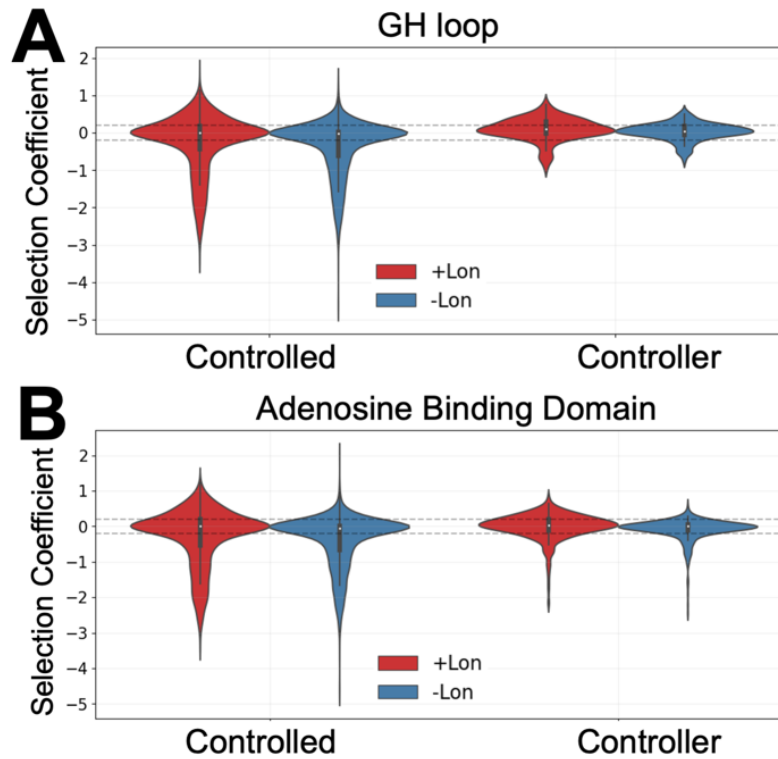 A
GH loop
Selection Coefficient
2
1
0
−1
−2
−3
−4
−5
+Lon
-Lon
Controlled
Controller
B
Adenosine Binding Domain
Selection Coefficient
2
1
0
−1
−2
−3
−4
−5
+Lon
-Lon
Controlled
Controller